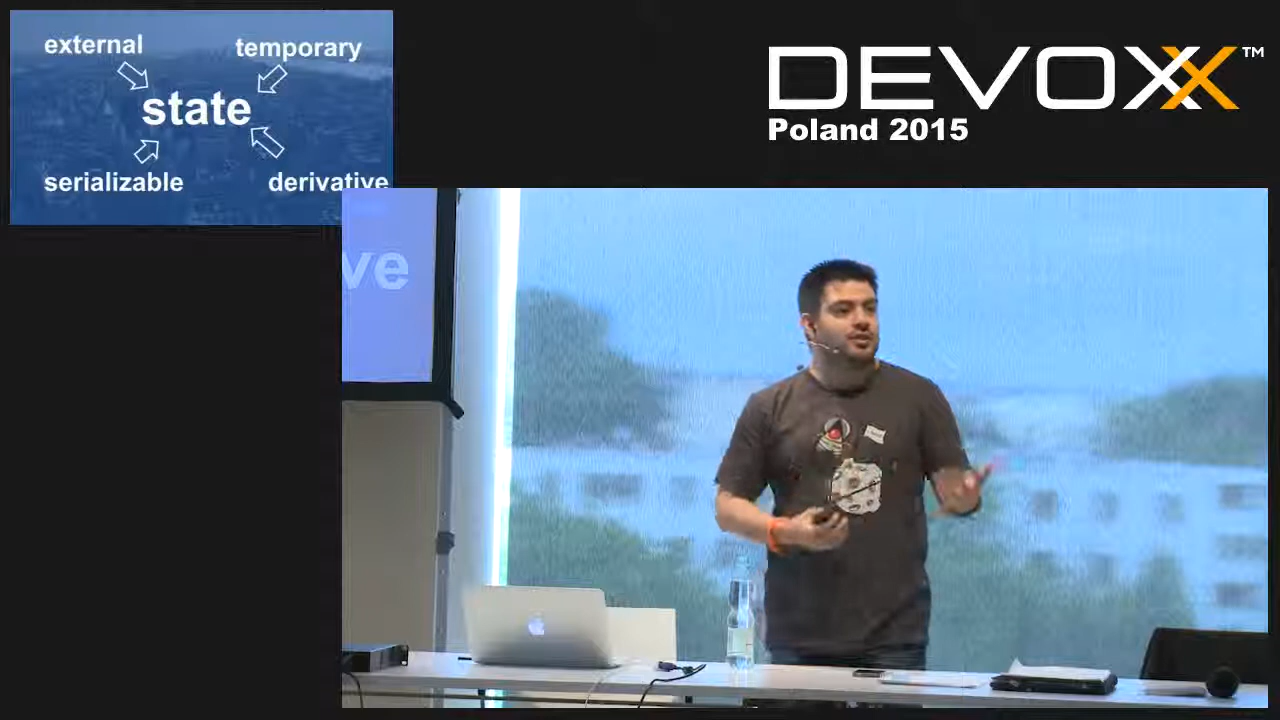 external temporary
state
serializable derivative
DEVOXX™
Poland 2015
ve